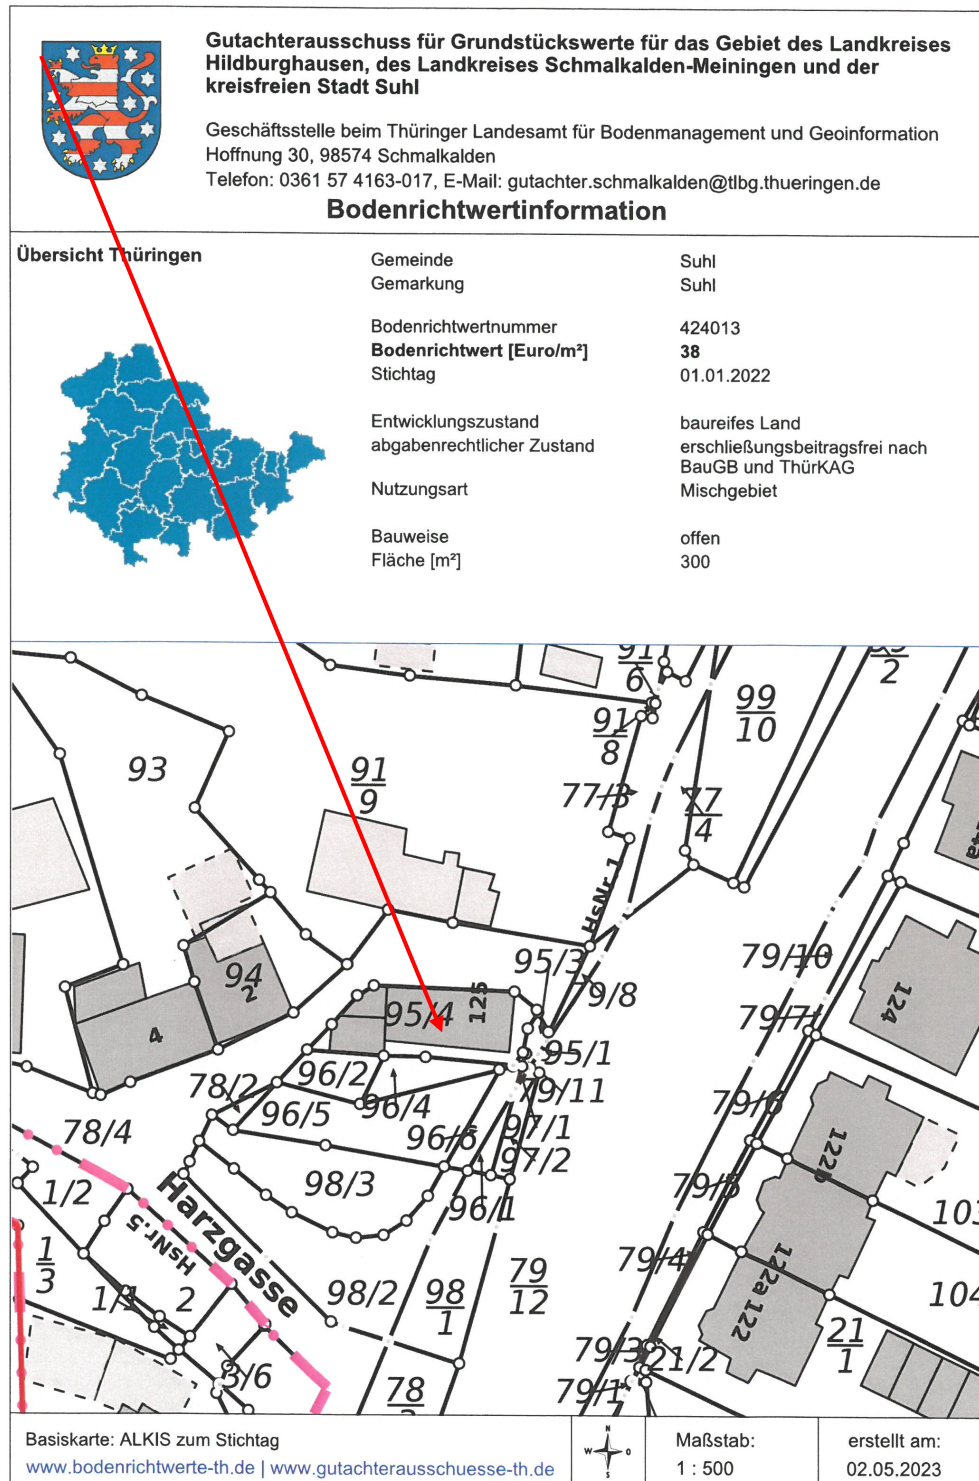 Gutachterausschuss für Grundstückswerte für das Gebiet des Landkreises
Hildburghausen, des Landkreises Schmalkalden-Meiningen und der
kreisfreien Stadt Suhl
Geschäftsstelle beim Thüringer Landesamt für Bodenmanagement und Geoinformation
Hoffnung 30, 98574 Schmalkalden
Telefon: 0361 57 4163-017, E-Mail: gutachter.schmalkalden@tlbg.thueringen.de
Bodenrichtwertinformation
Übersicht Thüringen
Gemeinde Suhl
Gemarkung Suhl
Bodenrichtwertnummer 424013
Bodenrichtwert [Euro/m²] 38
Stichtag 01.01.2022
Entwicklungszustand baureifes Land
abgabenrechtlicher Zustand erschließungsbeitragsfrei nach
BauGB und ThürKAG
Nutzungsart Mischgebiet
Bauweise offen
Fläche [m²] 300
91
6
2
99
10
91
8
93
91
9
77/3
77
4
HsNr.1
95/3
79/10
94
2
9/8
95/4
125
79/7
124
4
95/1
96/2
79/11
78/2
96/4
79/6
96/5
97/1
78/4
96/6
97/2
122b
98/3
79/5
1/2
96/1
103
Harzgasse
HsNr.5
1
3
79/4
122a
79
12
98/2
98
1
104
1/1
2
122
21
1
79/3
21/2
3/6
78
79/1
Basiskarte: ALKIS zum Stichtag
www.bodenrichtwerte-th.de | www.gutachterausschuesse-th.de
N
W O
S
Maßstab:
1 : 500
erstellt am:
02.05.2023